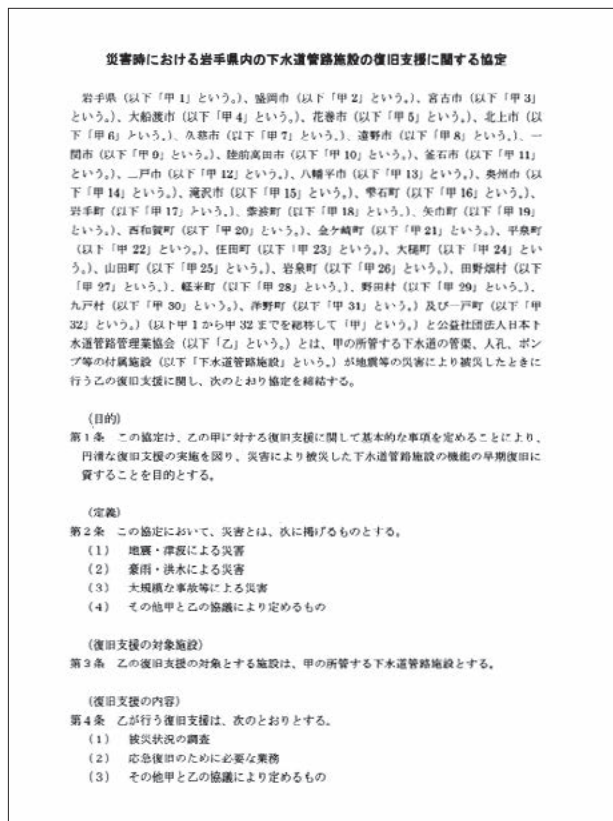 災害時における岩手県内の下水道管路施設の復旧支援に関する協定
岩手県（以下「甲1」という。）、盛岡市（以下「甲2」という。）、宮古市（以下「甲3」
という。）、大船渡市（以下「甲4」という。）、花巻市（以下「甲5」という。）、北上市（以
下「甲6」という。）、久慈市（以下「甲7」という。）、遠野市（以下「甲8」という。）、一
関市（以下「甲9」という。）、陸前高田市（以下「甲10」という。）、釜石市（以下「甲11」
という。）、二戸市（以下「甲12」という。）、八幡平市（以下「甲13」という。）、奥州市（以
下「甲14」という。）、滝沢市（以下「甲15」という。）、雫石町（以下「甲16」という。）、
岩手町（以下「甲17」という。）、紫波町（以下「甲18」という。）、矢巾町（以下「甲19」
という。）、西和賀町（以下「甲20」という。）、金ケ崎町（以下「甲21」という。）、平泉町
（以下「甲22」という。）、住田町（以下「甲23」という。）、大槌町（以下「甲24」とい
う。）、山田町（以下「甲25」という。）、岩泉町（以下「甲26」という。）、田野畑村（以下
「甲27」という。）、軽米町（以下「甲28」という。）、野田村（以下「甲29」という。）、
九戸村（以下「甲30」という。）、洋野町（以下「甲31」という。）及び一戸町（以下「甲
32」という。）（以下甲1から甲32までを総称して「甲」という。）と公益社団法人日本下
水道管路管理業協会（以下「乙」という。）とは、甲の所管する下水道の管渠、人孔、ポン
プ等の付属施設（以下「下水道管路施設」という。）が地震等の災害により被災したときに
行う乙の復旧支援に関し、次のとおり協定を締結する。
（目的）
第1条　この協定は、乙の甲に対する復旧支援に関して基本的な事項を定めることにより、
円滑な復旧支援の実施を図り、災害により被災した下水道管路施設の機能の早期復旧に
資することを目的とする。
（定義）
第2条　この協定において、災害とは、次に掲げるものとする。
（1）　地震・津波による災害
（2）　豪雨・洪水による災害
（3）　大規模な事故等による災害
（4）　その他甲と乙の協議により定めるもの
（復旧支援の対象施設）
第3条　乙の復旧支援の対象とする施設は、甲の所管する下水道管路施設とする。
（復旧支援の内容）
第4条　乙が行う復旧支援は、次のとおりとする。
（1）　被災状況の調査
（2）　応急復旧のために必要な業務
（3）　その他甲と乙の協議により定めるもの